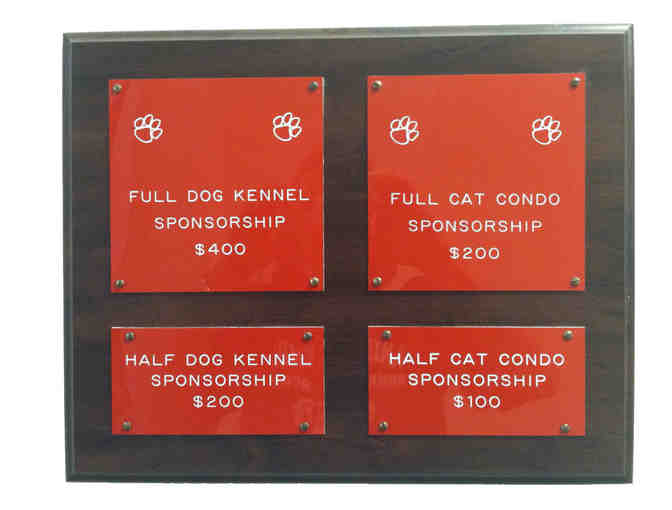 FULL DOG KENNEL
SPONSORSHIP
$400
FULL CAT CONDO
SPONSORSHIP
$200
HALF DOG KENNEL
SPONSORSHIP
$200
HALF CAT CONDO
SPONSORSHIP
$100